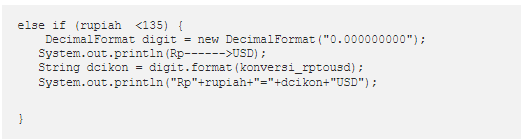 else if (rupiah  <135) {
    DecimalFormat digit = new DecimalFormat("0.000000000");
   System.out.println(Rp------>USD);
   String dcikon = digit.format(konversi_rptousd);
   System.out.println("Rp"+rupiah+"="+dcikon+"USD");
}